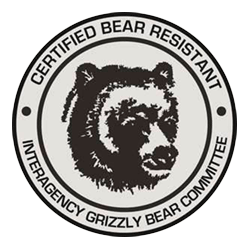 CERTIFIED BEAR RESISTANT
INTERAGENCY GRIZZLY BEAR COMMITTEE